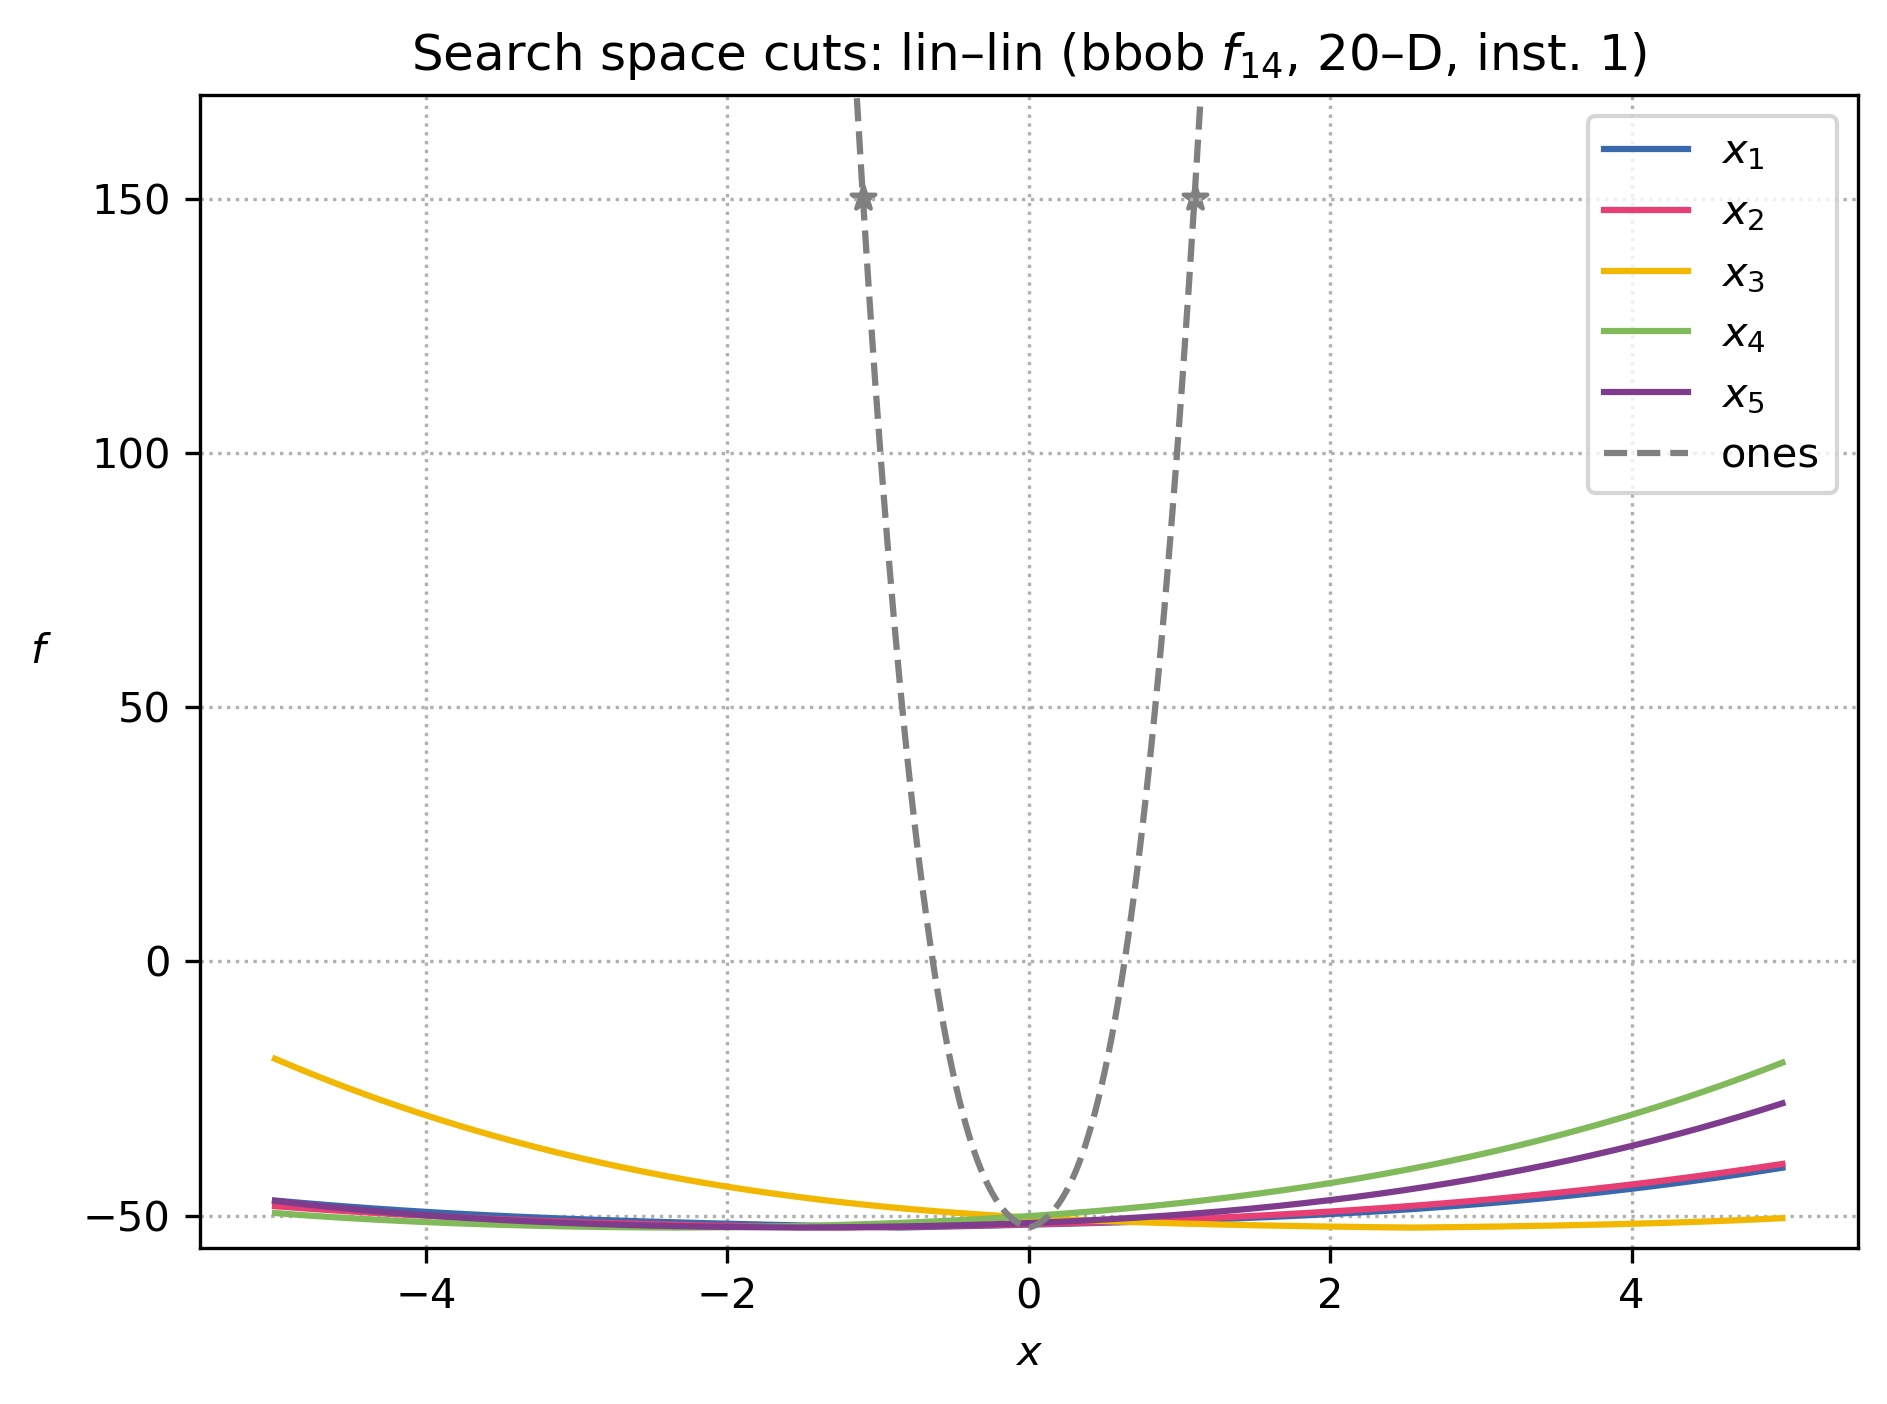 Search space cuts: lin–lin (bbob f14, 20–D, inst. 1)
x1
x2
x3
x4
x5
ones
150
100
50
0
−50
f
−4 −2 0 2 4
x